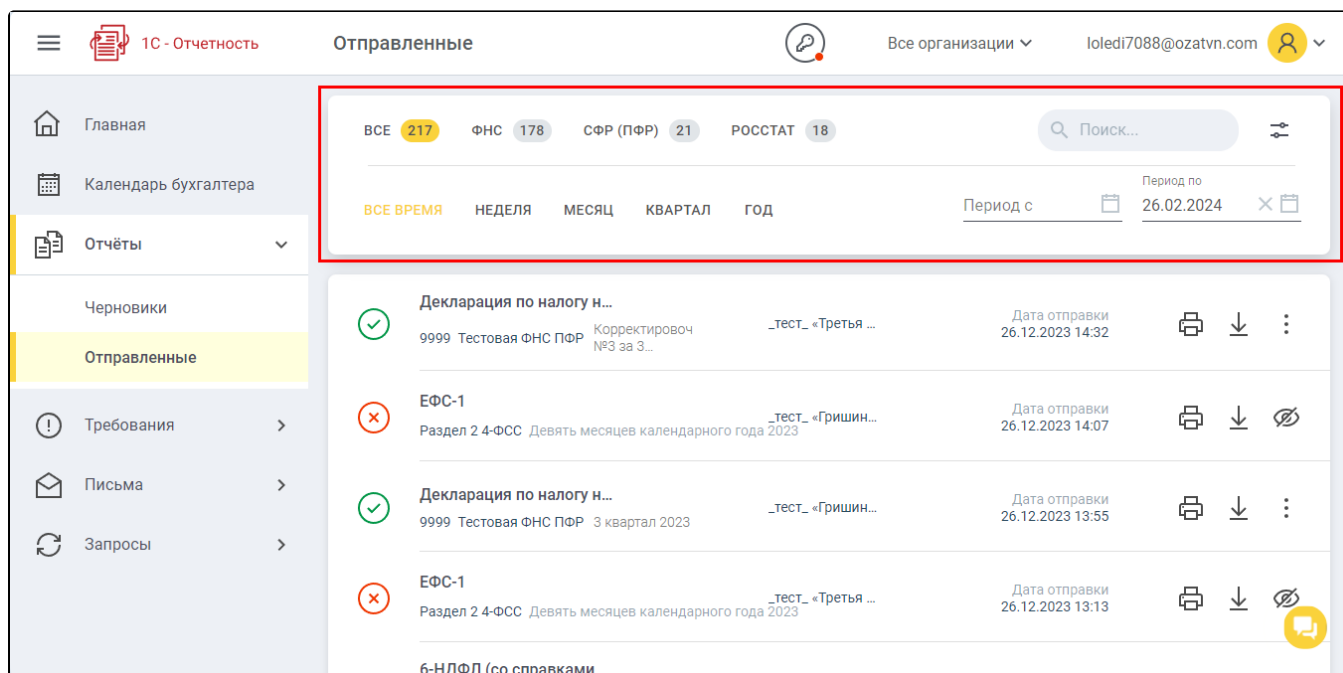 1С - Отчетность
Отправленные
Все организации
loledi7088@ozatvn.com
Главная
Календарь бухгалтера
Отчёты
Черновики
Отправленные
Требования
Письма
Запросы
ВСЕ 217 ФНС 178 СФР (ПФР) 21 РОССТАТ 18
Поиск...
ВСЕ ВРЕМЯ НЕДЕЛЯ МЕСЯЦ КВАРТАЛ ГОД
Период с
Период по
26.02.2024
Декларация по налогу н...
9999 Тестовая ФНС ПФР
Корректировоч
№3 за 3...
_тест_ «Третья ...
Дата отправки
26.12.2023 14:32
ЕФС-1
Раздел 2 4-ФСС Девять месяцев календарного года 2023
_тест_ «Гришин...
Дата отправки
26.12.2023 14:07
Декларация по налогу н...
9999 Тестовая ФНС ПФР 3 квартал 2023
_тест_ «Гришин...
Дата отправки
26.12.2023 13:55
ЕФС-1
Раздел 2 4-ФСС Девять месяцев календарного года 2023
_тест_ «Третья ...
Дата отправки
26.12.2023 13:13
6-НДФЛ (со справками